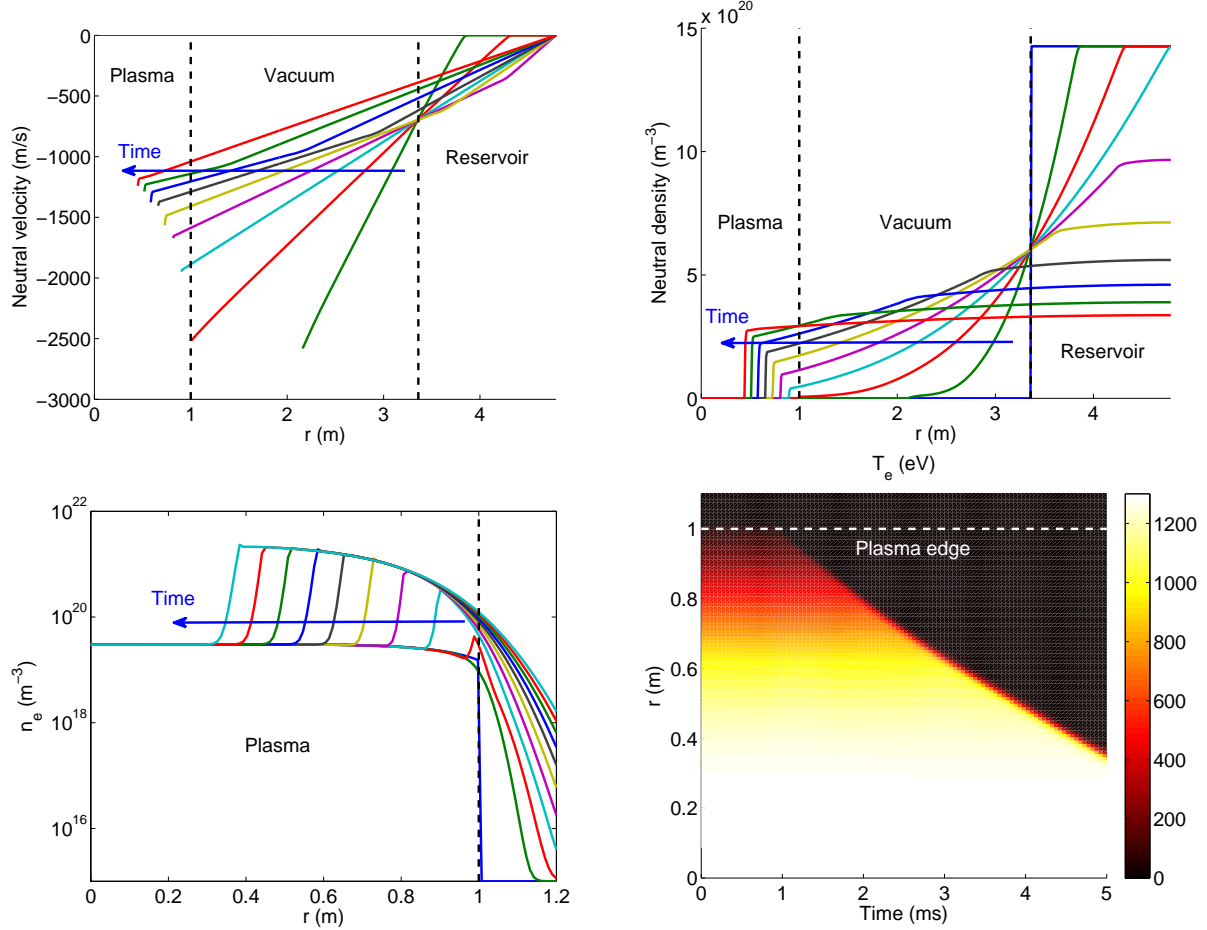 0
−500
−1000
−1500
−2000
−2500
−3000
0 1 2 3 4
Neutral velocity (m/s)
r (m)
Plasma
Vacuum
Reservoir
Time
x 10^20
15
10
5
0
0 1 2 3 4
Neutral density (m^−3)
r (m)
Plasma
Vacuum
Reservoir
Time
10^22
10^20
10^18
10^16
0 0.2 0.4 0.6 0.8 1 1.2
n_e (m^−3)
r (m)
Time
Plasma
T_e (eV)
1
0.8
0.6
0.4
0.2
0
0 1 2 3 4 5
r (m)
Time (ms)
Plasma edge
1200
1000
800
600
400
200
0